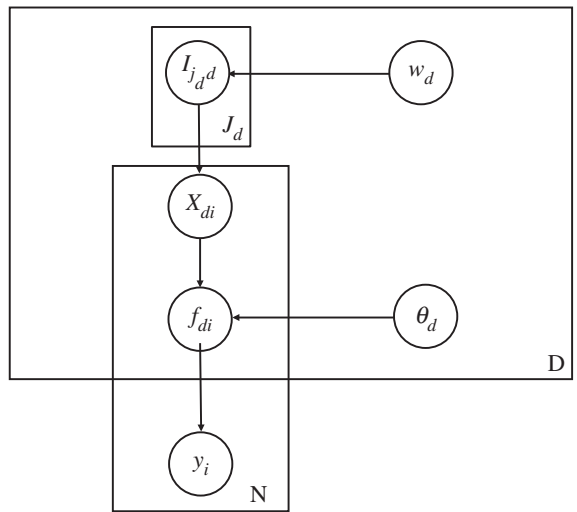 I_{j_d d}
w_d
J_d
X_{di}
f_{di}
θ_d
D
y_i
N